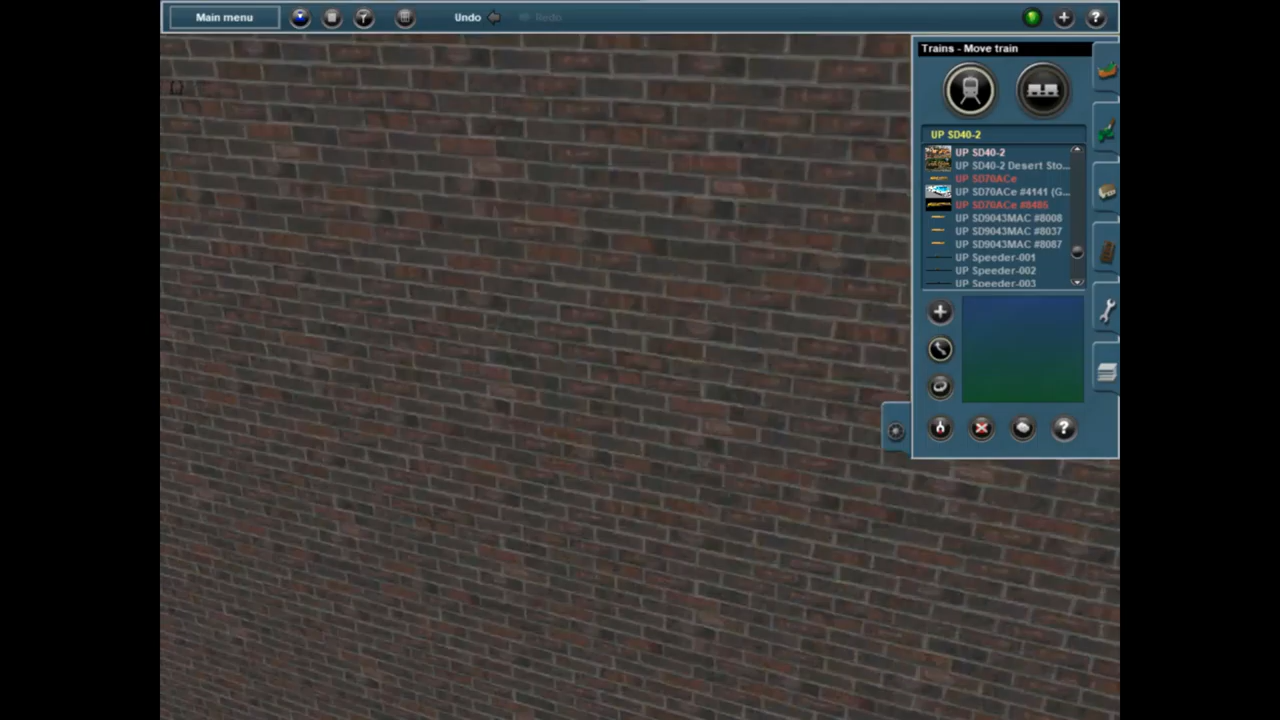 Main menu
Undo
Redo
?
Trains - Move train
UP SD40-2
UP SD40-2
UP SD40-2 Desert Sto...
UP SD70ACe
UP SD70ACe #4141 (G...
UP SD70ACe #8485
UP SD9043MAC #8008
UP SD9043MAC #8037
UP SD9043MAC #8087
UP Speeder-001
UP Speeder-002
UP Speeder-003
?